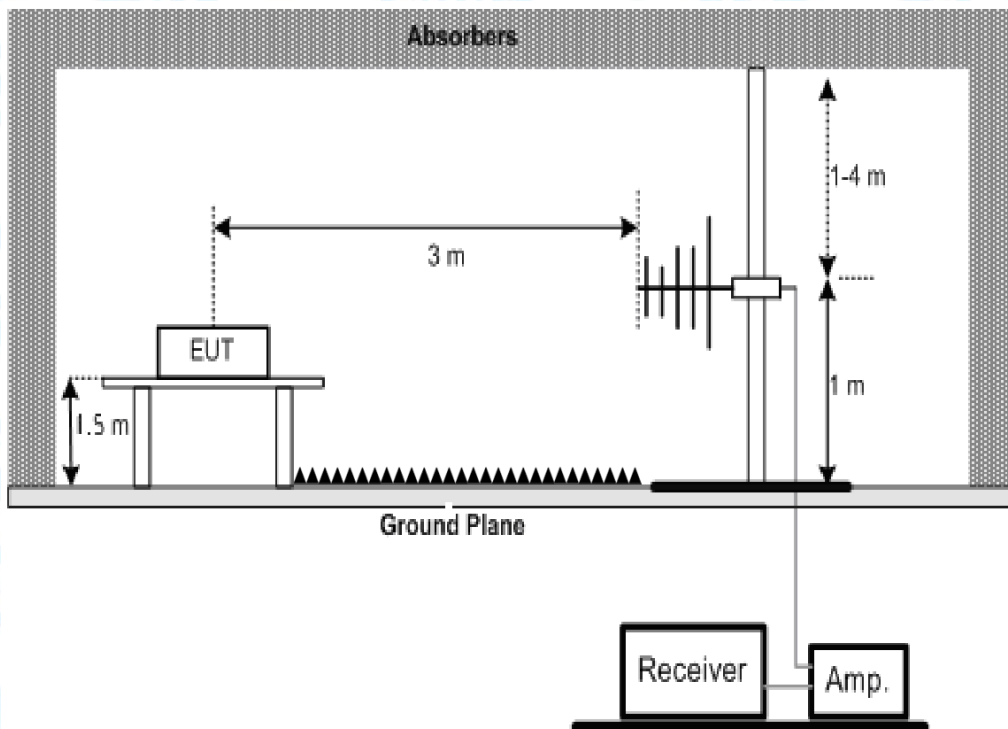 Absorbers
1-4 m
3 m
EUT
1 m
1.5 m
Ground Plane
Receiver
Amp.